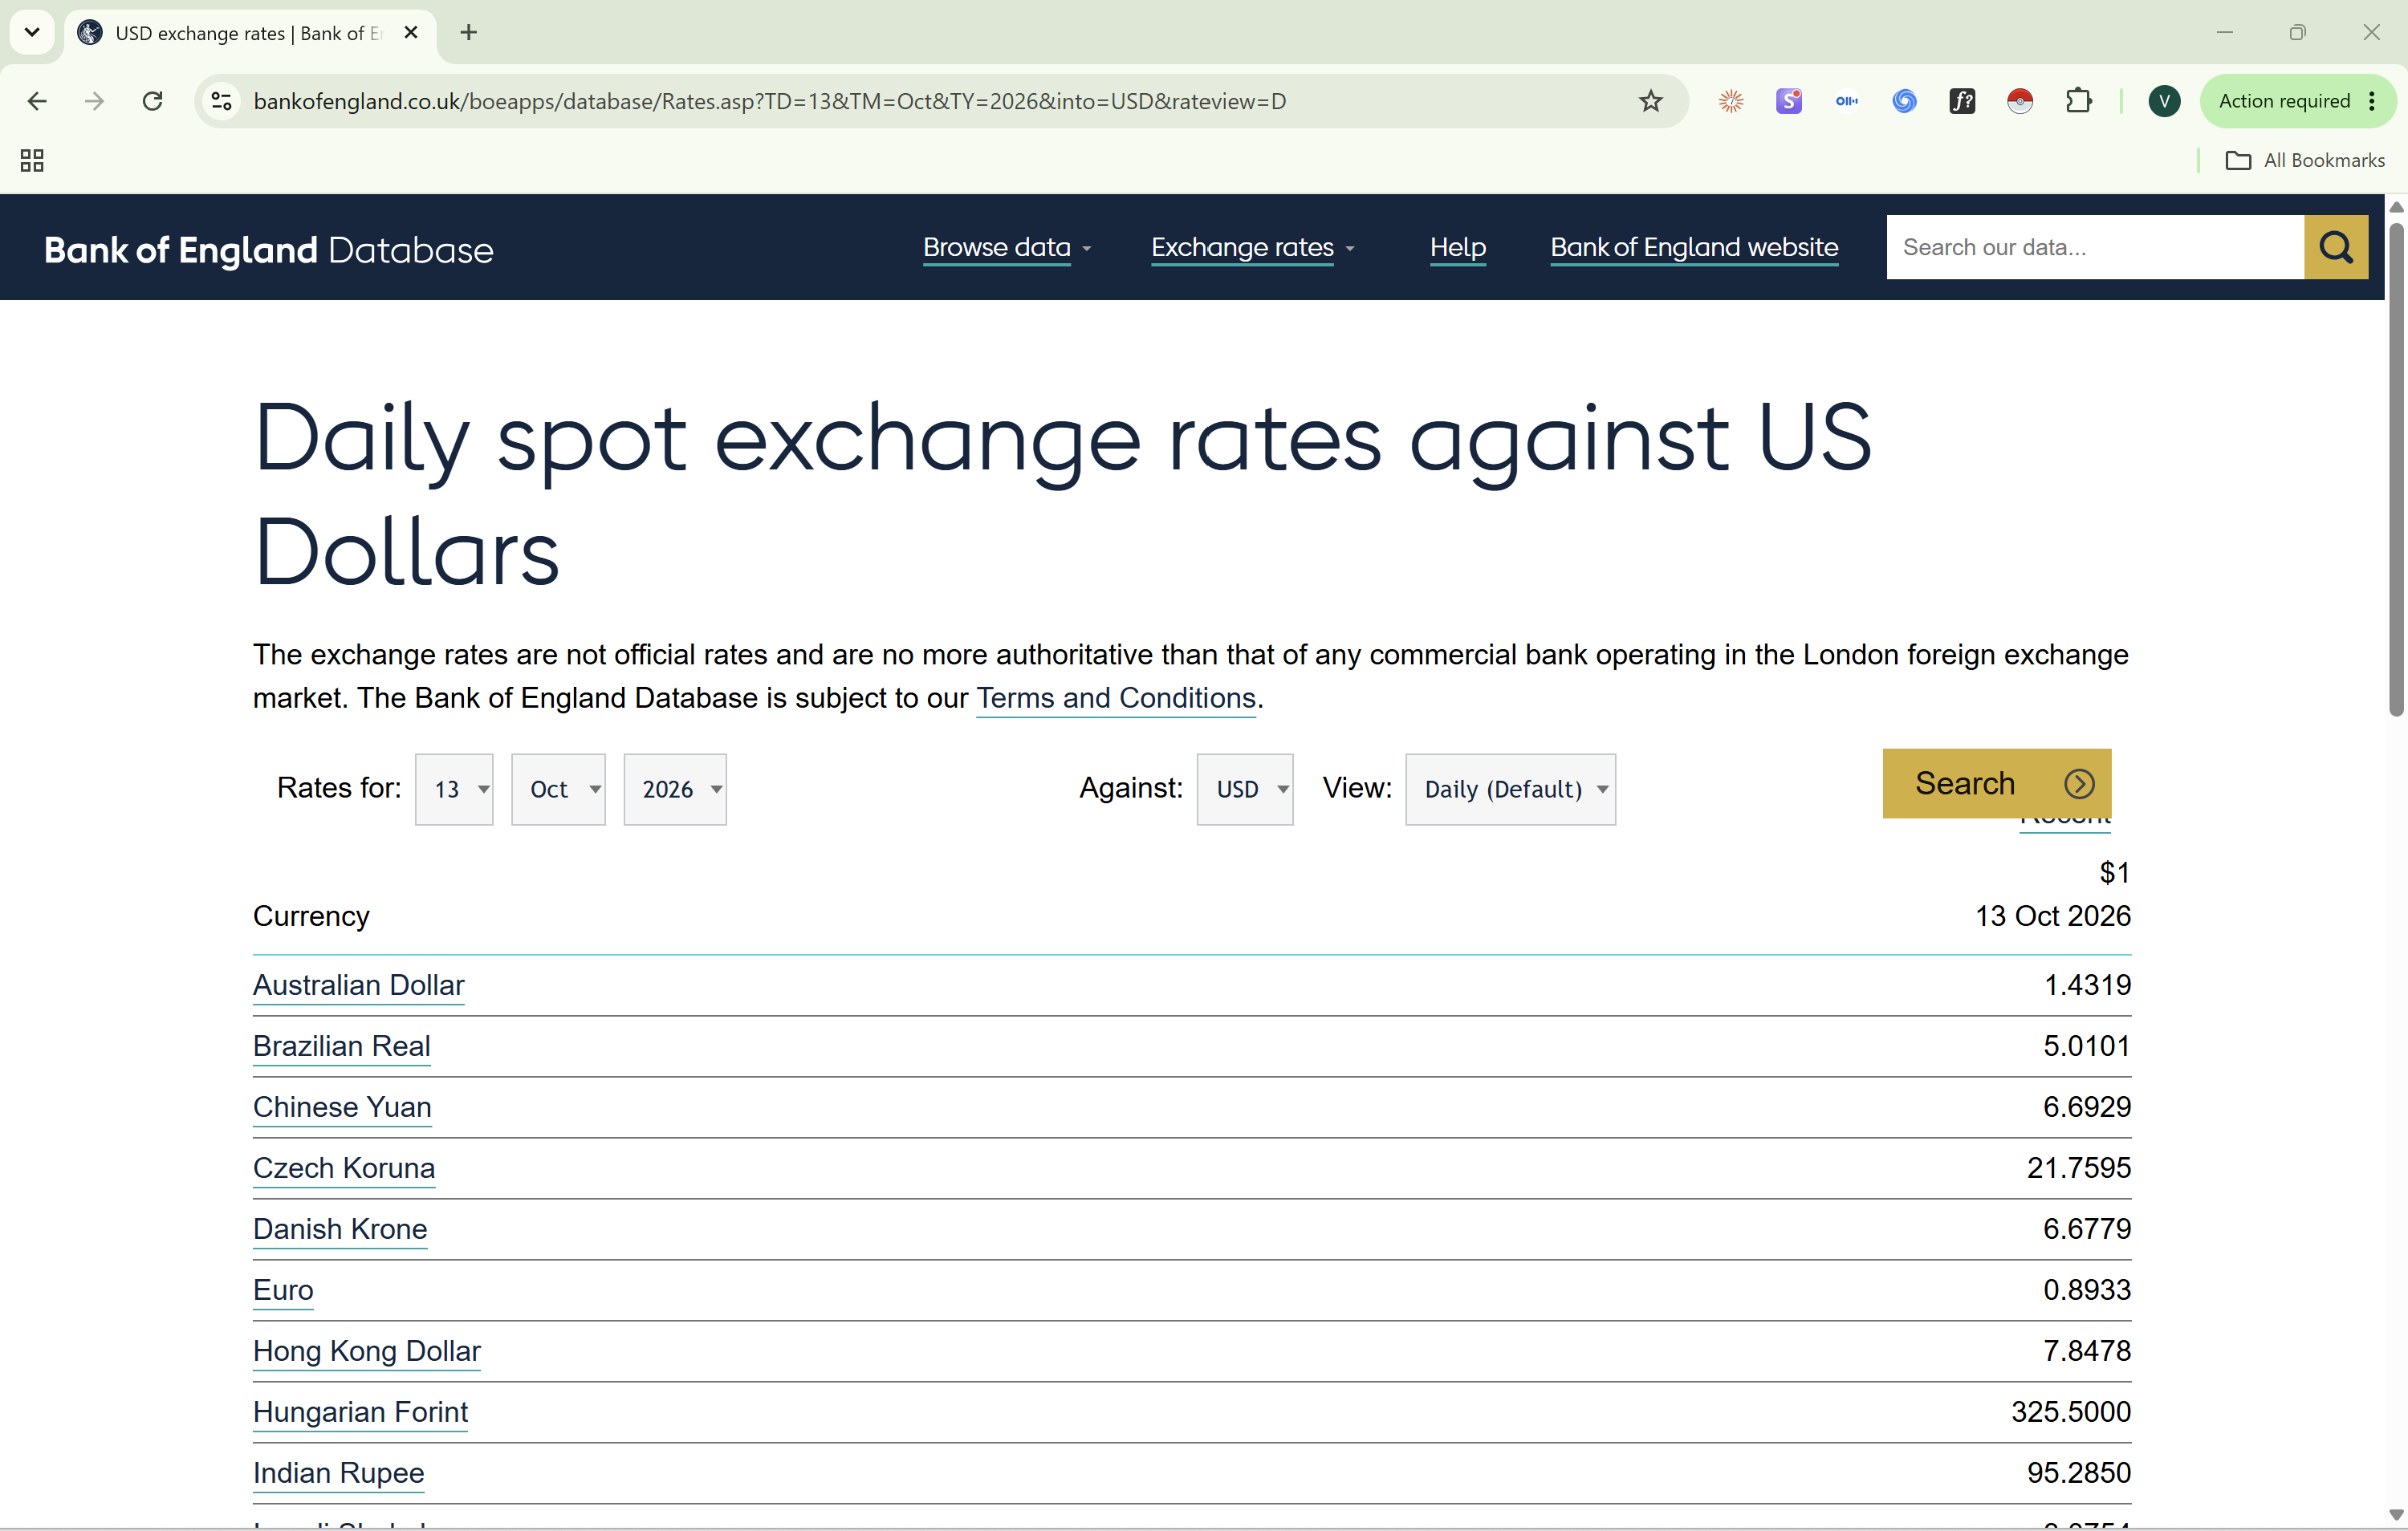 USD exchange rates | Bank of
bankofengland.co.uk/boeapps/database/Rates.asp?TD=13&TM=Oct&TY=2026&into=USD&rateview=D
S
f?
V
Action required
All Bookmarks
Bank of England Database
Browse data
Exchange rates
Help
Bank of England website
Search our data...
Daily spot exchange rates against US
Dollars
The exchange rates are not official rates and are no more authoritative than that of any commercial bank operating in the London foreign exchange
market. The Bank of England Database is subject to our Terms and Conditions.
Rates for: 13 Oct 2026 Against: USD View: Daily (Default) Search
Recent
$1
Currency 13 Oct 2026
Australian Dollar 1.4319
Brazilian Real 5.0101
Chinese Yuan 6.6929
Czech Koruna 21.7595
Danish Krone 6.6779
Euro 0.8933
Hong Kong Dollar 7.8478
Hungarian Forint 325.5000
Indian Rupee 95.2850